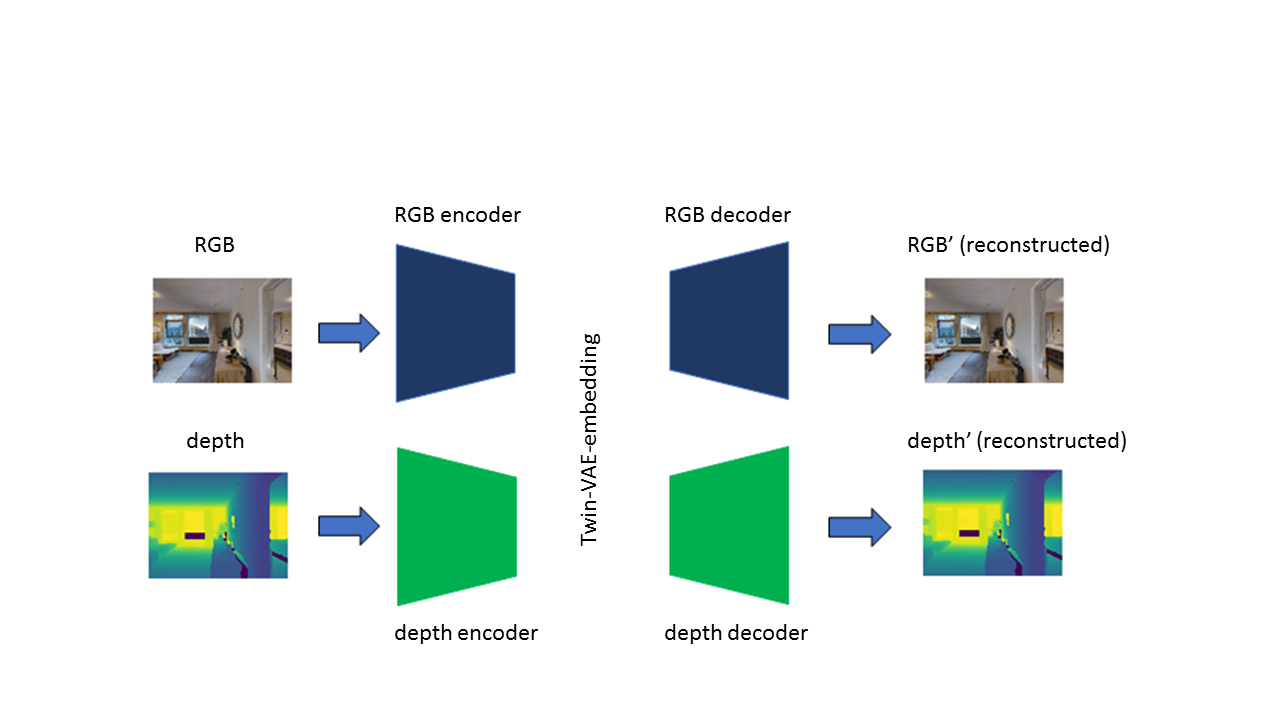 RGB encoder
RGB decoder
RGB
RGB’ (reconstructed)
Twin-VAE-embedding
depth
depth’ (reconstructed)
depth encoder
depth decoder